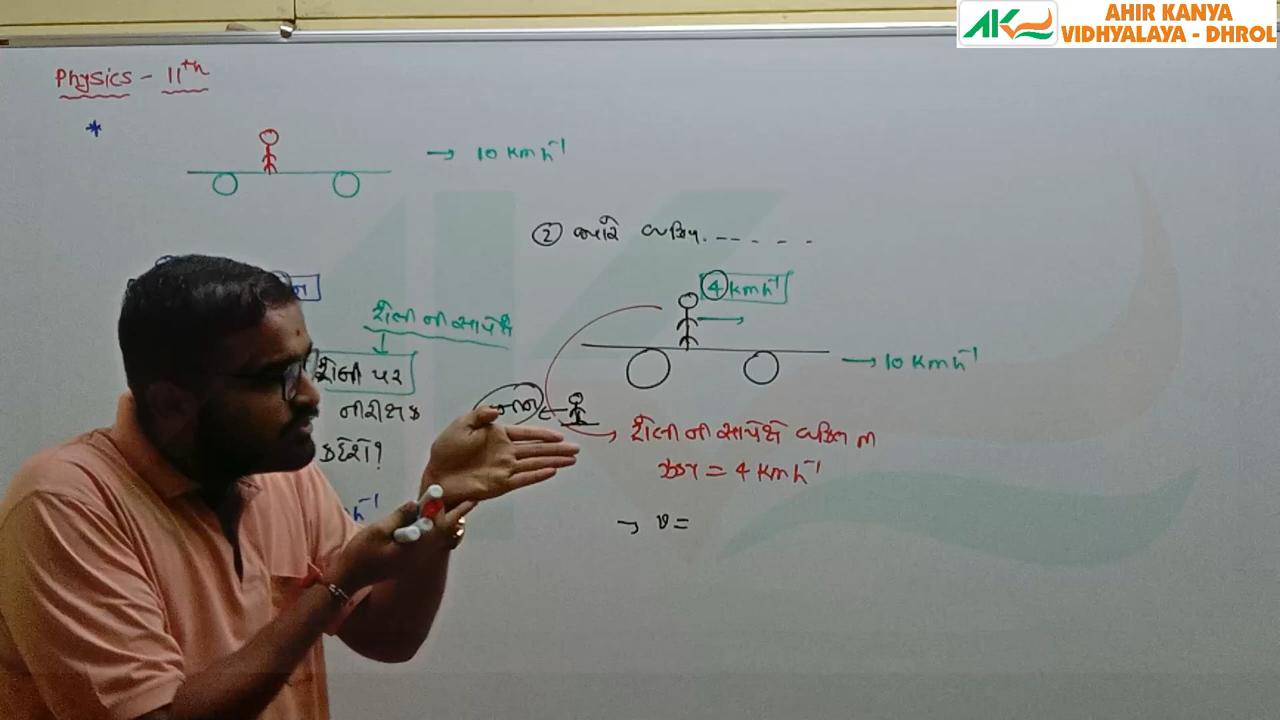 AHIR KANYA
VIDHYALAYA - DHROL
Physics - 11th
*
→ 10 Kmh⁻¹
② જ્યારે વ્યક્તિ. - - - - -
4 Kmh⁻¹
→ 10 Kmh⁻¹
ની સાપેક્ષે
પર
નિરીક્ષક
કહેશે?
h⁻¹
ની સાપેક્ષે વ્યક્તિ ની
ઝડપ = 4 Kmh⁻¹
→ v =